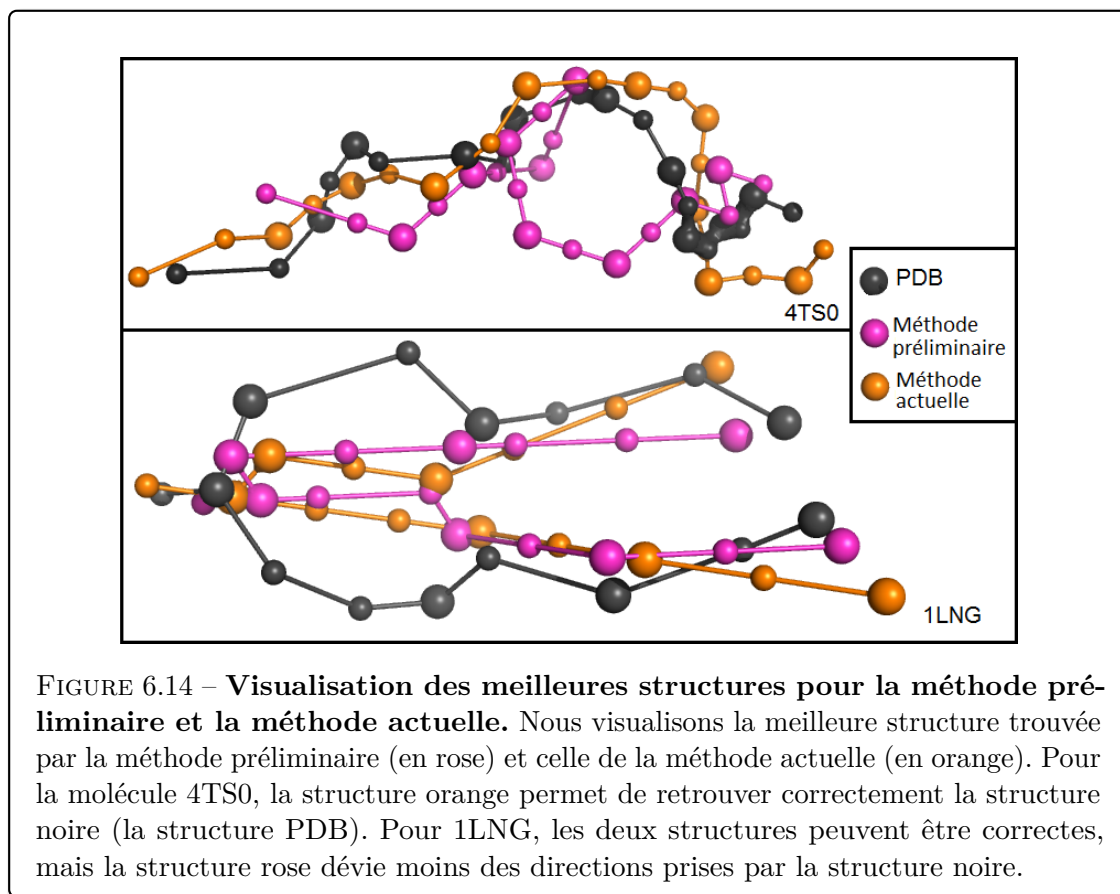 4TS0
PDB
Méthode
préliminaire
Méthode
actuelle
1LNG
FIGURE 6.14 – Visualisation des meilleures structures pour la méthode pré-
liminaire et la méthode actuelle. Nous visualisons la meilleure structure trouvée
par la méthode préliminaire (en rose) et celle de la méthode actuelle (en orange). Pour
la molécule 4TS0, la structure orange permet de retrouver correctement la structure
noire (la structure PDB). Pour 1LNG, les deux structures peuvent être correctes,
mais la structure rose dévie moins des directions prises par la structure noire.